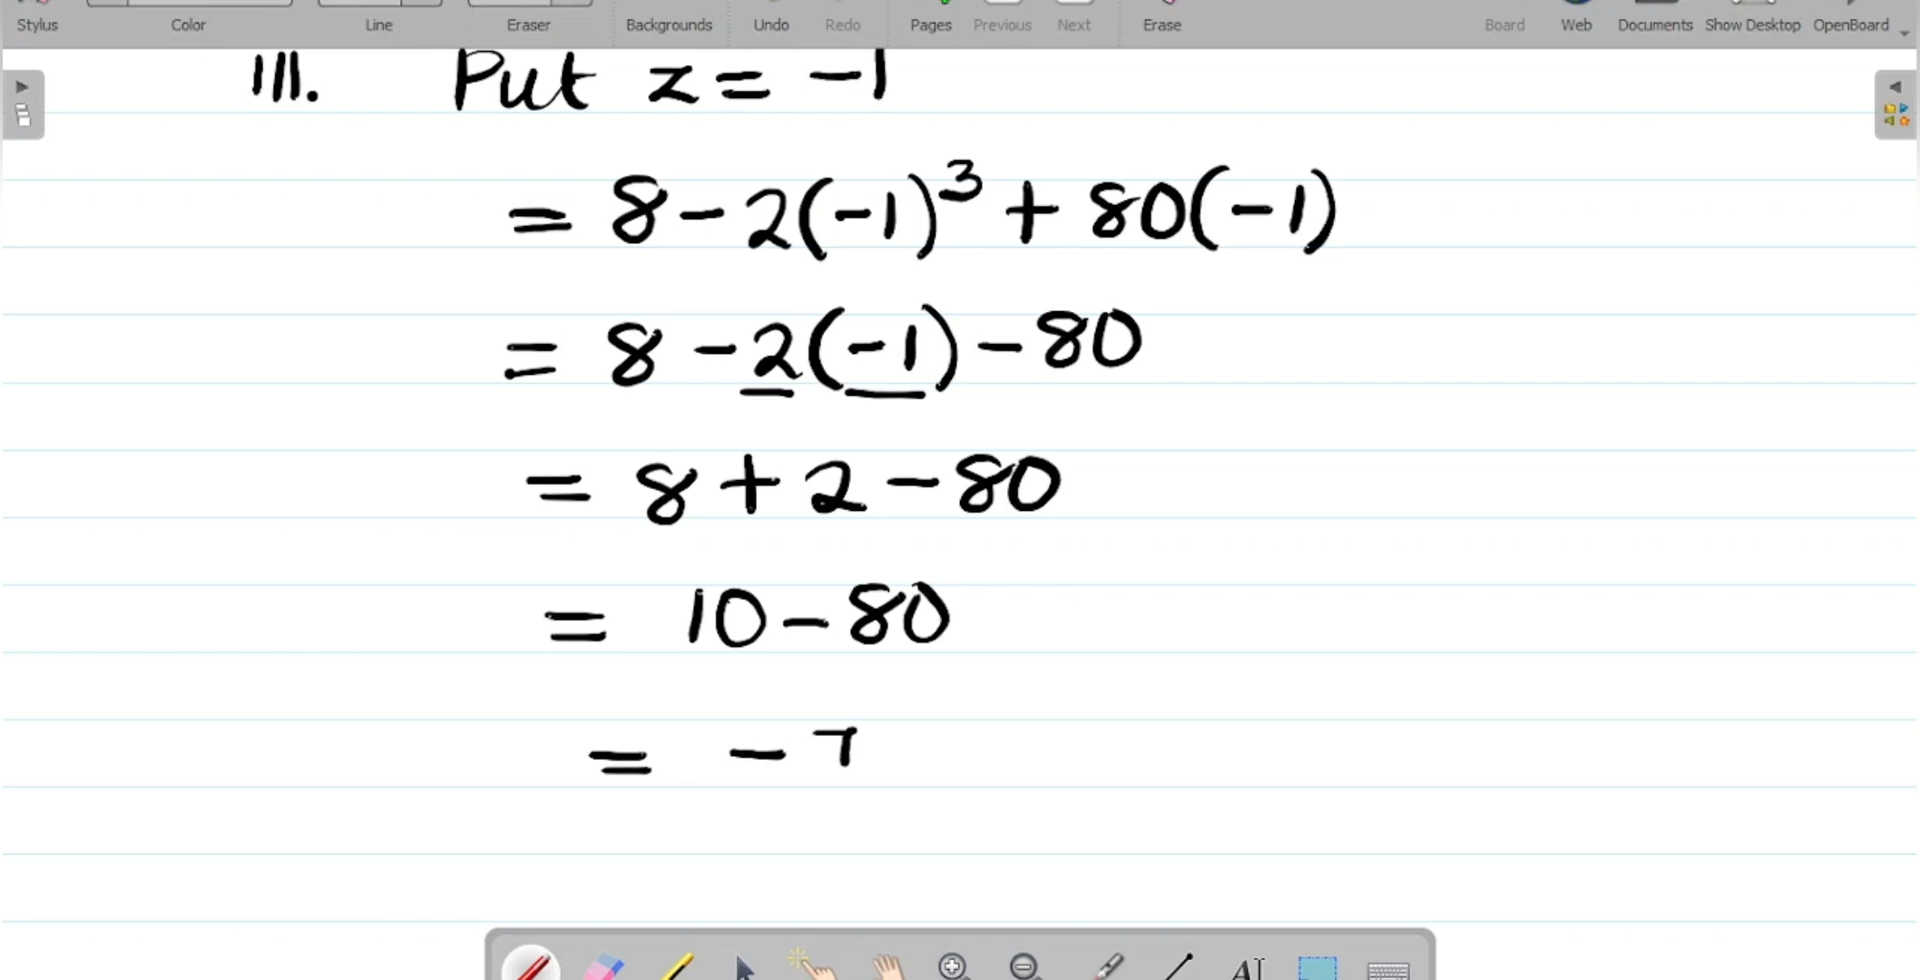 Stylus Color Line Eraser Backgrounds Undo Redo Pages Previous Next Erase Board Web Documents Show Desktop OpenBoard
III. Put z = -1
= 8 - 2(-1)³ + 80(-1)
= 8 - 2(-1) - 80
= 8 + 2 - 80
= 10 - 80
= - 7